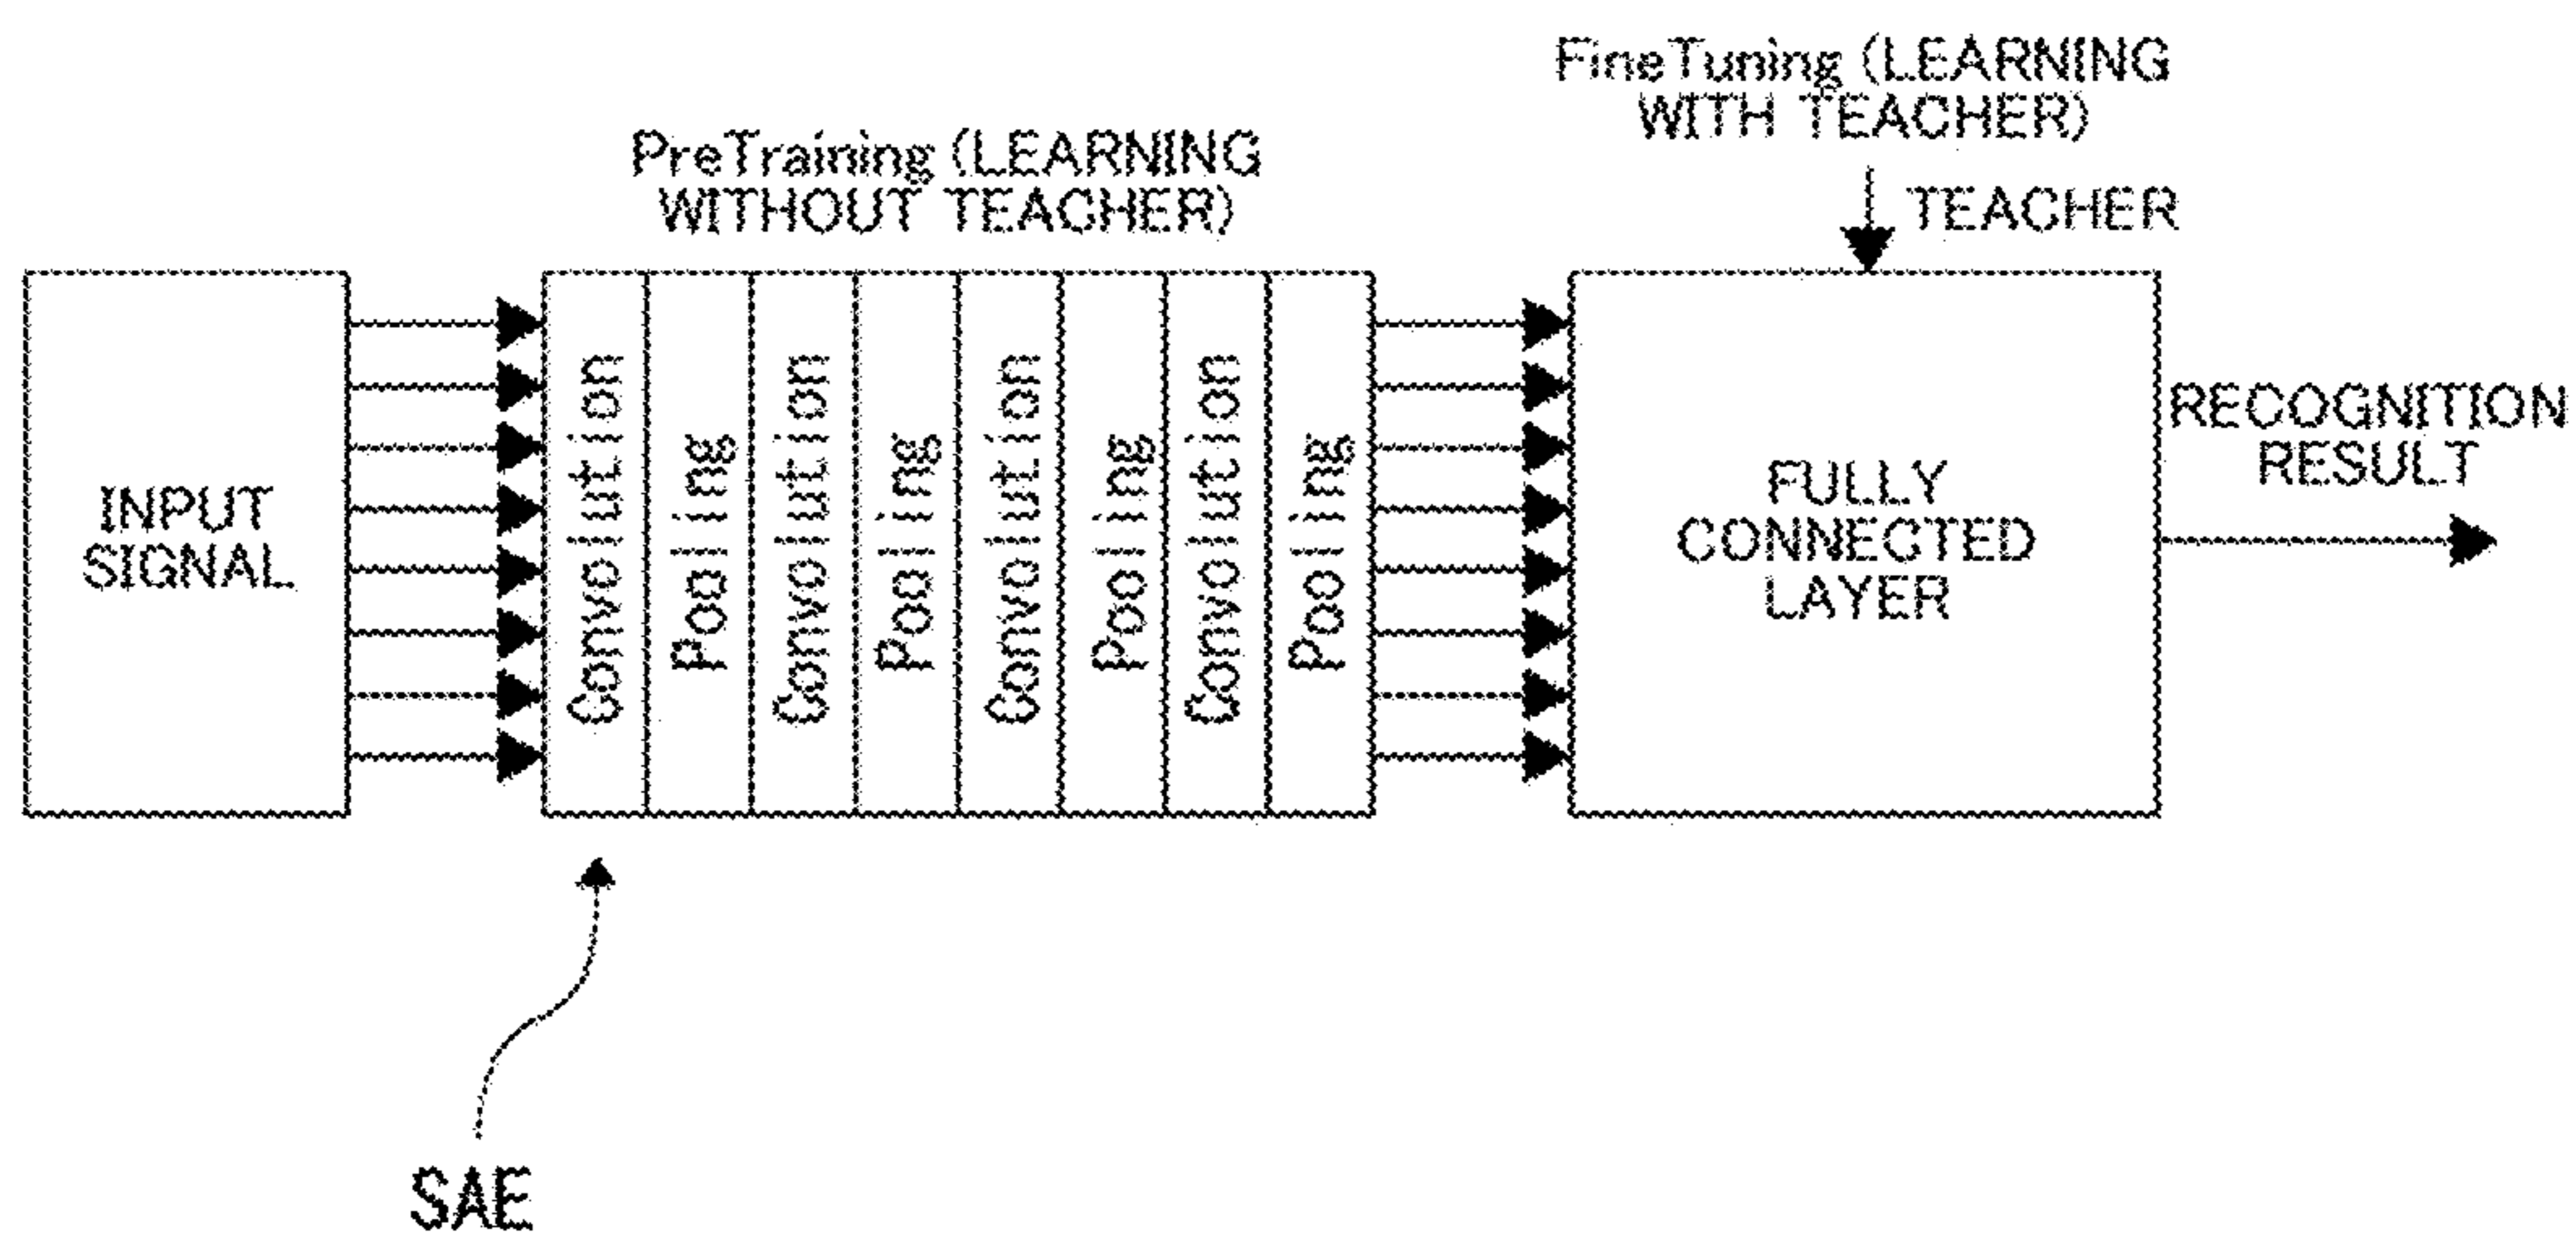 FineTuning (LEARNING
WITH TEACHER)
PreTraining (LEARNING
WITHOUT TEACHER)
TEACHER
INPUT
SIGNAL
Convolution
Pooling
Convolution
Pooling
Convolution
Pooling
Convolution
Pooling
FULLY
CONNECTED
LAYER
RECOGNITION
RESULT
SAE